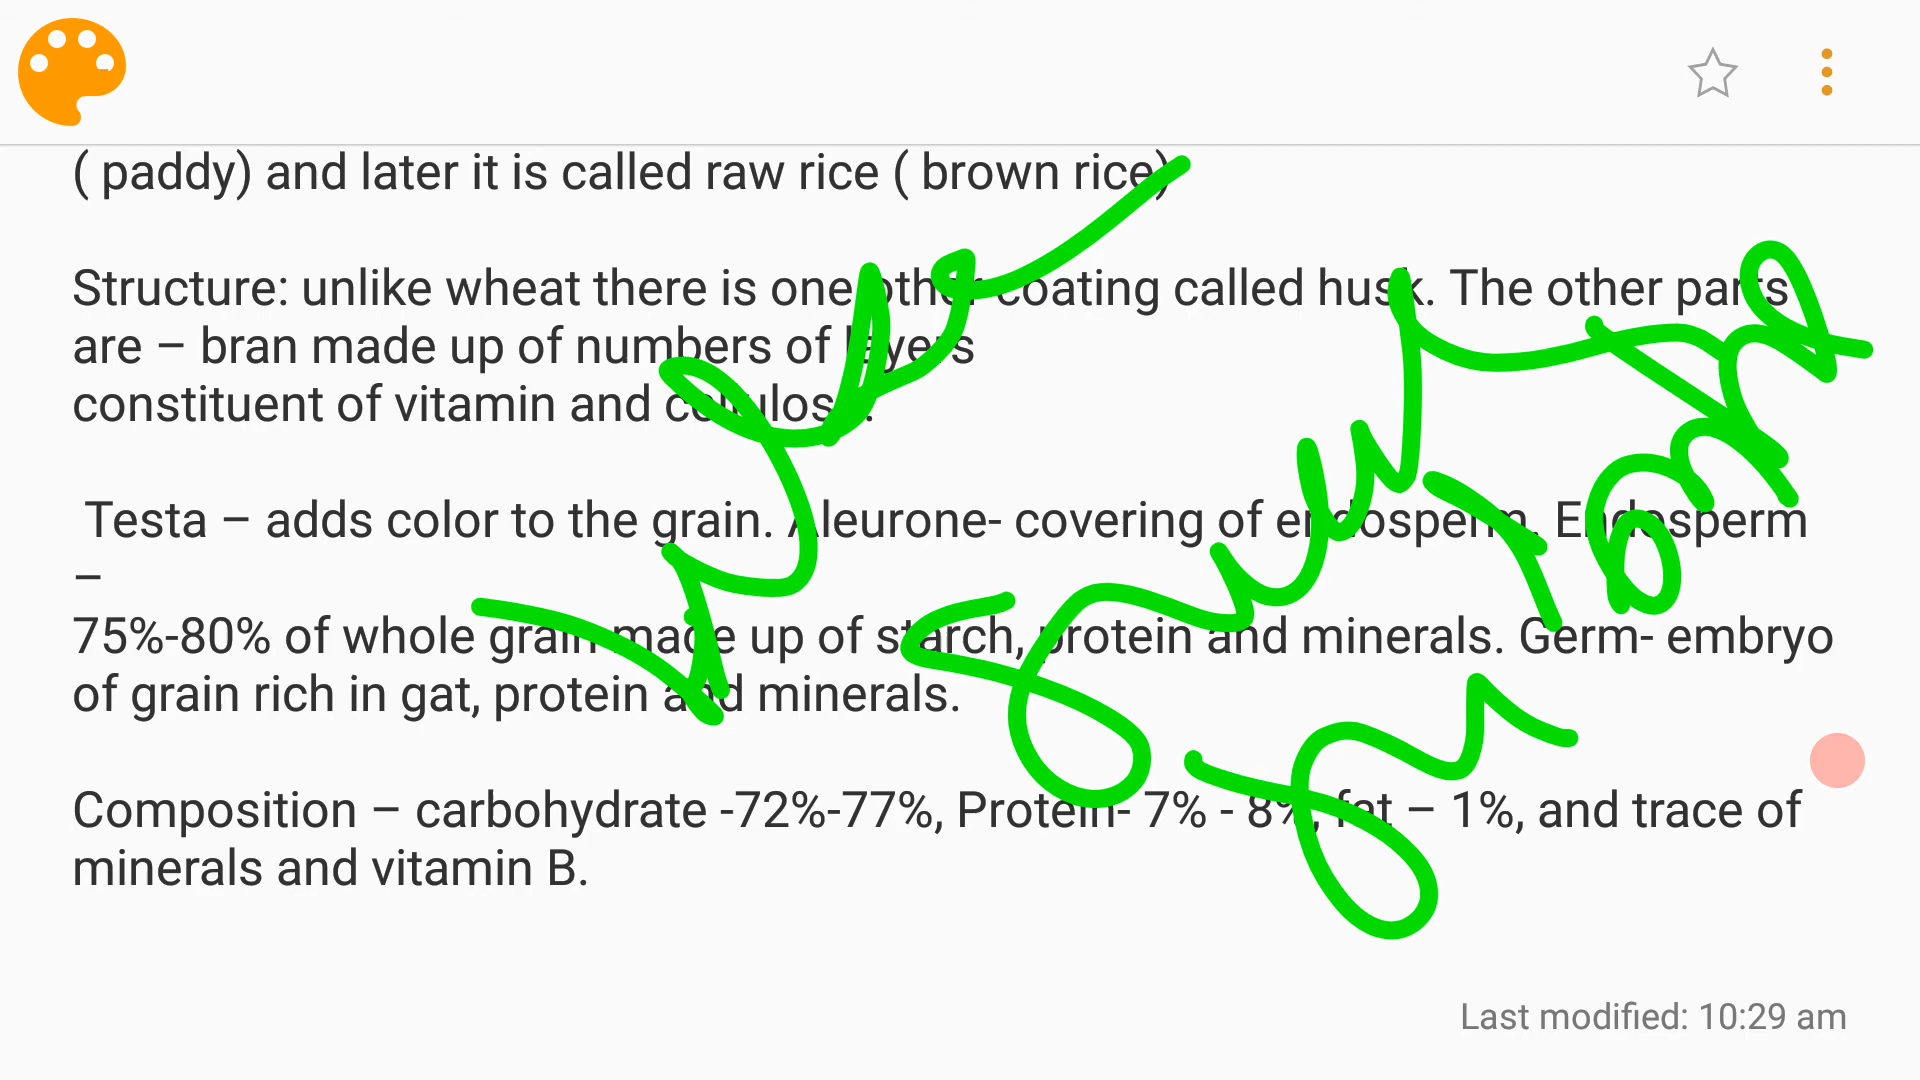 ( paddy) and later it is called raw rice ( brown rice)
Structure: unlike wheat there is one other coating called husk. The other parts
are – bran made up of numbers of layers
constituent of vitamin and cellulose.
Testa – adds color to the grain. Aleurone- covering of endosperm. Endosperm
–
75%-80% of whole grain made up of starch, protein and minerals. Germ- embryo
of grain rich in gat, protein and minerals.
Composition – carbohydrate -72%-77%, Protein- 7% - 8%, fat – 1%, and trace of
minerals and vitamin B.
Last modified: 10:29 am